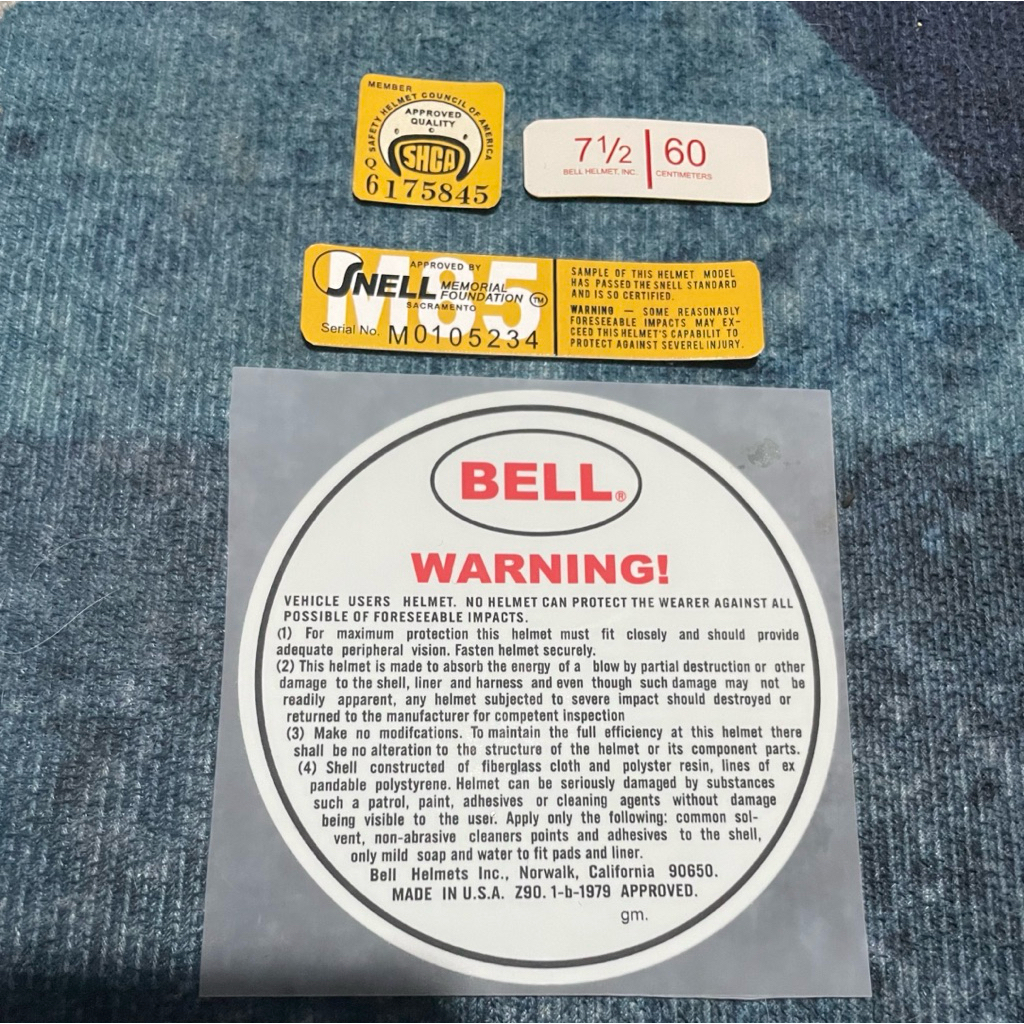 MEMBER
SAFETY HELMET COUNCIL OF AMERICA
APPROVED
QUALITY
SHCA
Q
6175845
7 1/2 | 60
BELL HELMET, INC. CENTIMETERS
M85
APPROVED BY
SNELL MEMORIAL
FOUNDATION TM
SACRAMENTO
Serial No. M0105234
SAMPLE OF THIS HELMET MODEL
HAS PASSED THE SNELL STANDARD
AND IS SO CERTIFIED.
WARNING — SOME REASONABLY
FORESEEABLE IMPACTS MAY EX-
CEED THIS HELMET'S CAPABILIT TO
PROTECT AGAINST SEVEREL INJURY.
BELL®
WARNING!
VEHICLE USERS HELMET. NO HELMET CAN PROTECT THE WEARER AGAINST ALL
POSSIBLE OF FORESEEABLE IMPACTS.
(1) For maximum protection this helmet must fit closely and should provide
adequate peripheral vision. Fasten helmet securely.
(2) This helmet is made to absorb the energy of a blow by partial destruction or other
damage to the shell, liner and harness and even though such damage may not be
readily apparent, any helmet subjected to severe impact should destroyed or
returned to the manufacturer for competent inspection
(3) Make no modifcations. To maintain the full efficiency at this helmet there
shall be no alteration to the structure of the helmet or its component parts.
(4) Shell constructed of fiberglass cloth and polyster resin, lines of ex
pandable polystyrene. Helmet can be seriously damaged by substances
such a patrol, paint, adhesives or cleaning agents without damage
being visible to the user. Apply only the following: common sol-
vent, non-abrasive cleaners points and adhesives to the shell,
only mild soap and water to fit pads and liner.
Bell Helmets Inc., Norwalk, California 90650.
MADE IN U.S.A. Z90. 1-b-1979 APPROVED.
gm.